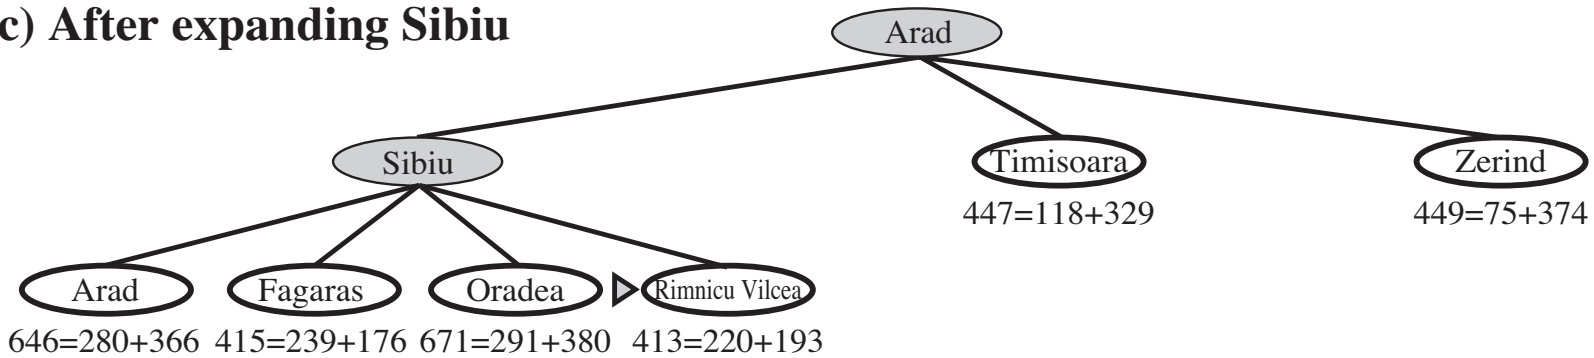 c) After expanding Sibiu
Arad
Sibiu
Timisoara
Zerind
447=118+329
449=75+374
Arad
Fagaras
Oradea
Rimnicu Vilcea
646=280+366
415=239+176
671=291+380
413=220+193